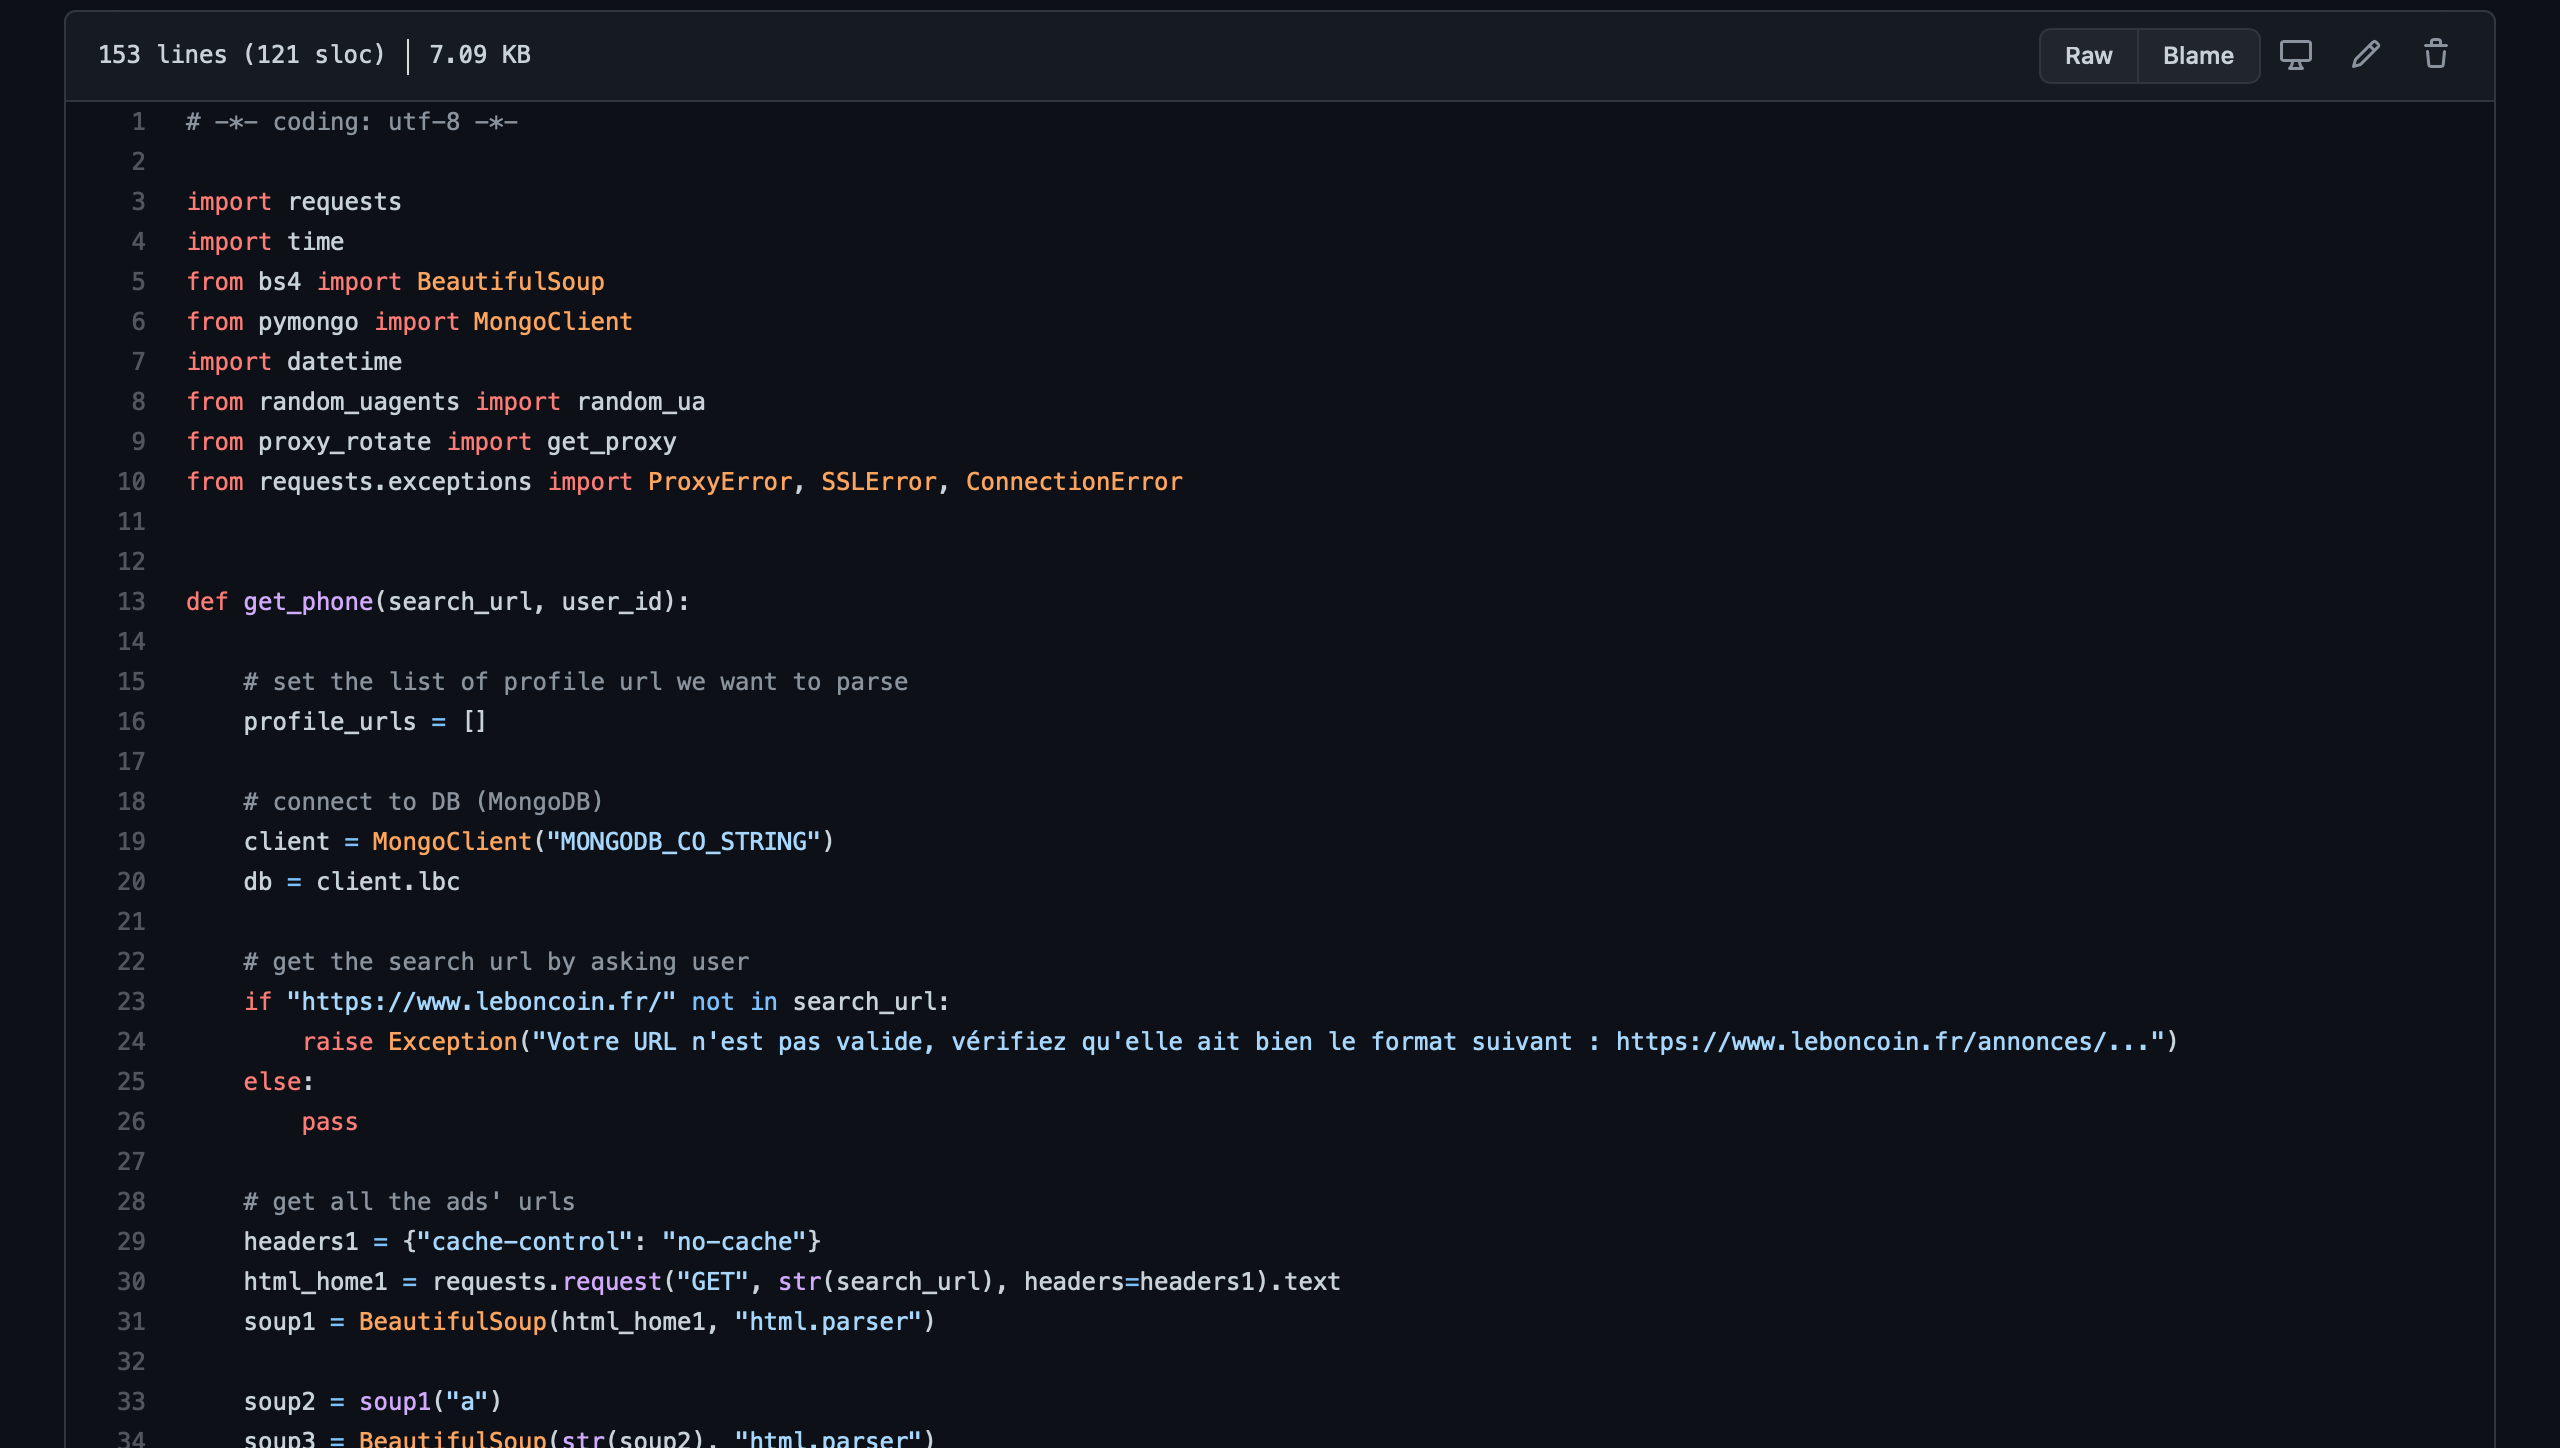 153 lines (121 sloc) | 7.09 KB
Raw Blame
1 # -*- coding: utf-8 -*-
2
3 import requests
4 import time
5 from bs4 import BeautifulSoup
6 from pymongo import MongoClient
7 import datetime
8 from random_uagents import random_ua
9 from proxy_rotate import get_proxy
10 from requests.exceptions import ProxyError, SSLError, ConnectionError
11
12
13 def get_phone(search_url, user_id):
14
15     # set the list of profile url we want to parse
16     profile_urls = []
17
18     # connect to DB (MongoDB)
19     client = MongoClient("MONGODB_CO_STRING")
20     db = client.lbc
21
22     # get the search url by asking user
23     if "https://www.leboncoin.fr/" not in search_url:
24         raise Exception("Votre URL n'est pas valide, vérifiez qu'elle ait bien le format suivant : https://www.leboncoin.fr/annonces/...")
25     else:
26         pass
27
28     # get all the ads' urls
29     headers1 = {"cache-control": "no-cache"}
30     html_home1 = requests.request("GET", str(search_url), headers=headers1).text
31     soup1 = BeautifulSoup(html_home1, "html.parser")
32
33     soup2 = soup1("a")
34     soup3 = BeautifulSoup(str(soup2), "html.parser")